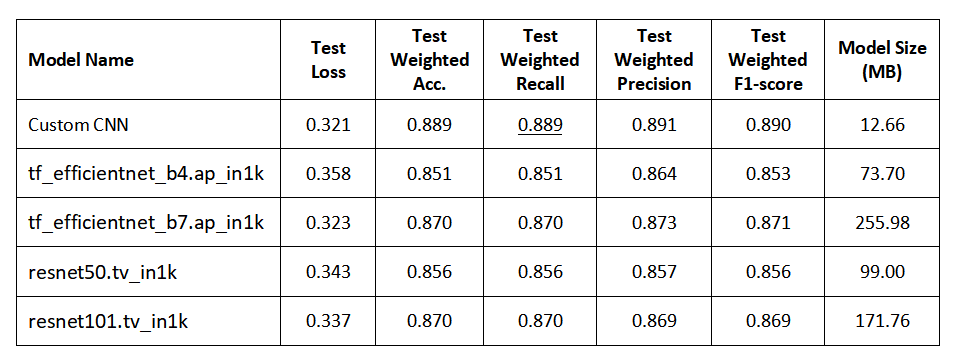 Model Name Test Loss Test Weighted Acc. Test Weighted Recall Test Weighted Precision Test Weighted F1-score Model Size (MB)
Custom CNN 0.321 0.889 0.889 0.891 0.890 12.66
tf_efficientnet_b4.ap_in1k 0.358 0.851 0.851 0.864 0.853 73.70
tf_efficientnet_b7.ap_in1k 0.323 0.870 0.870 0.873 0.871 255.98
resnet50.tv_in1k 0.343 0.856 0.856 0.857 0.856 99.00
resnet101.tv_in1k 0.337 0.870 0.870 0.869 0.869 171.76